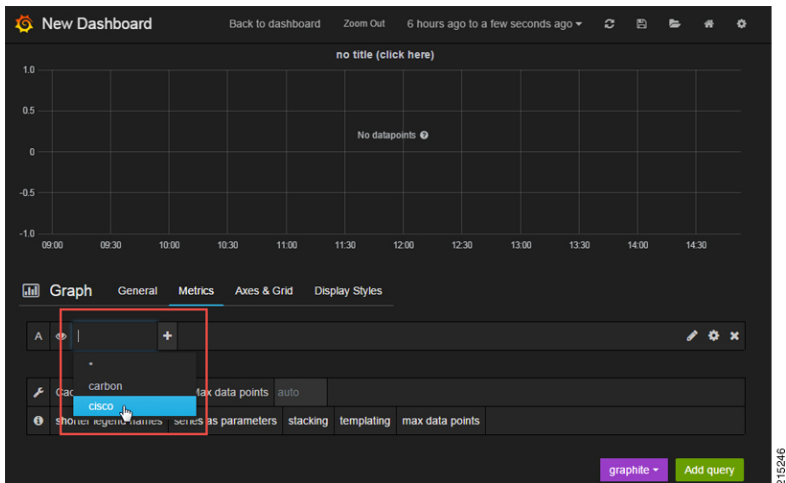 New Dashboard Back to dashboard Zoom Out 6 hours ago to a few seconds ago
no title (click here)
1.0
0.5
No datapoints
0
-0.5
-1.0
09:00 09:30 10:00 10:30 11:00 11:30 12:00 12:30 13:00 13:30 14:00 14:30
Graph General Metrics Axes & Grid Display Styles
A
*
carbon
Max data points auto
cisco
shorter legend names series as parameters stacking templating max data points
graphite Add query
215246